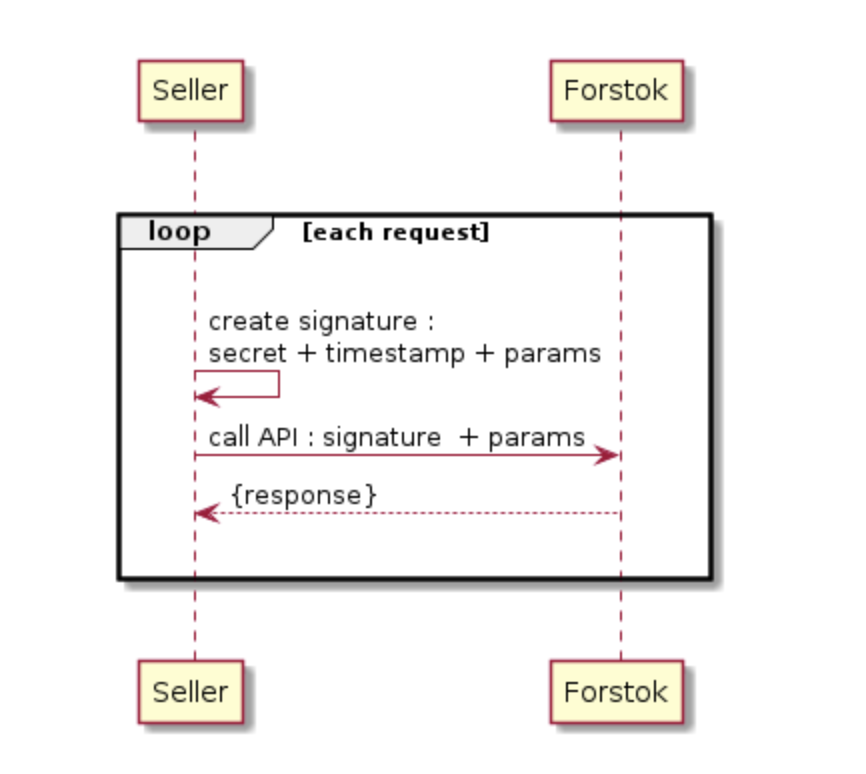 Seller Forstok
loop [each request]
create signature :
secret + timestamp + params
call API : signature  + params
{response}
Seller Forstok